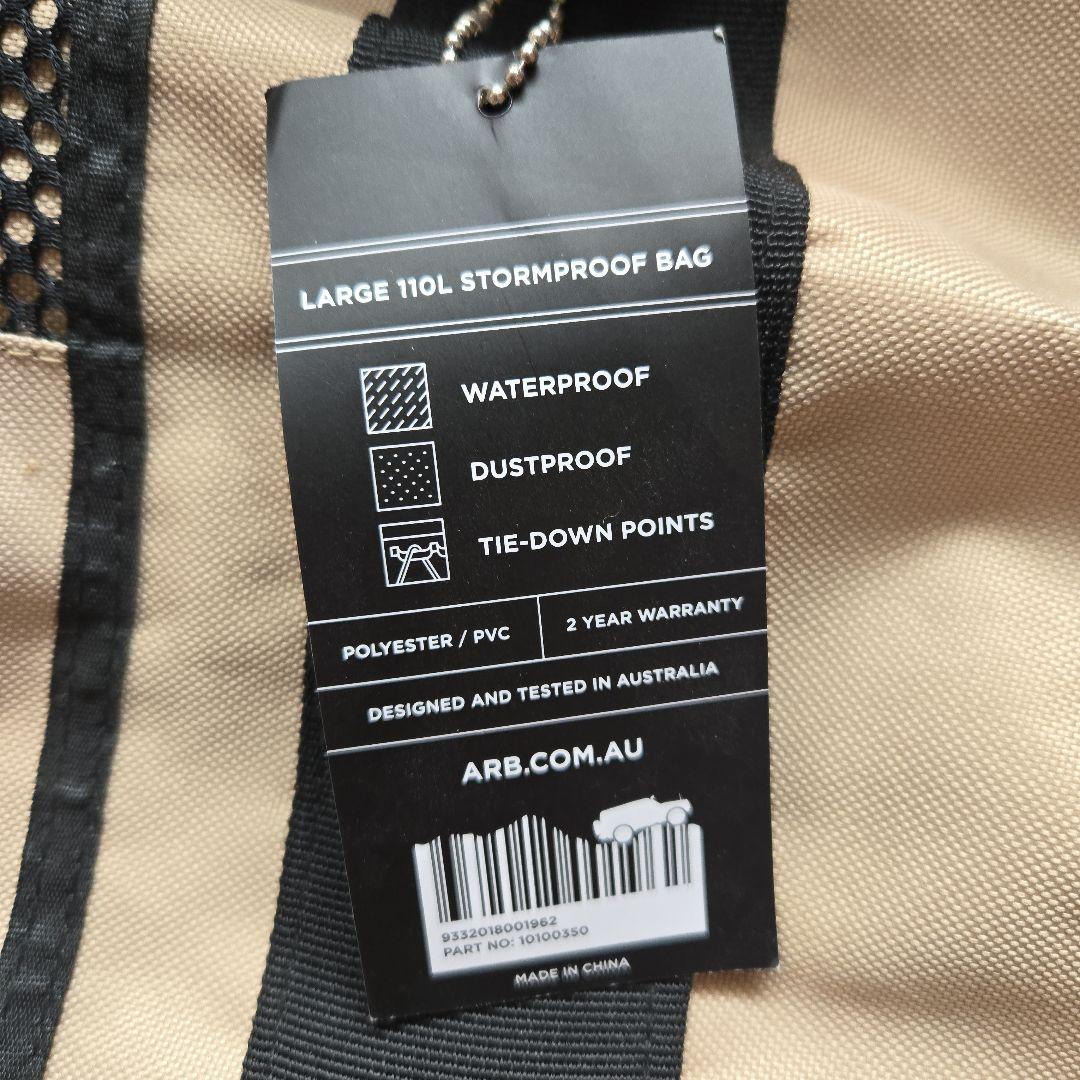 LARGE 110L STORMPROOF BAG
WATERPROOF
DUSTPROOF
TIE-DOWN POINTS
POLYESTER / PVC
2 YEAR WARRANTY
DESIGNED AND TESTED IN AUSTRALIA
ARB.COM.AU
9332018001962
PART NO: 10100350
MADE IN CHINA